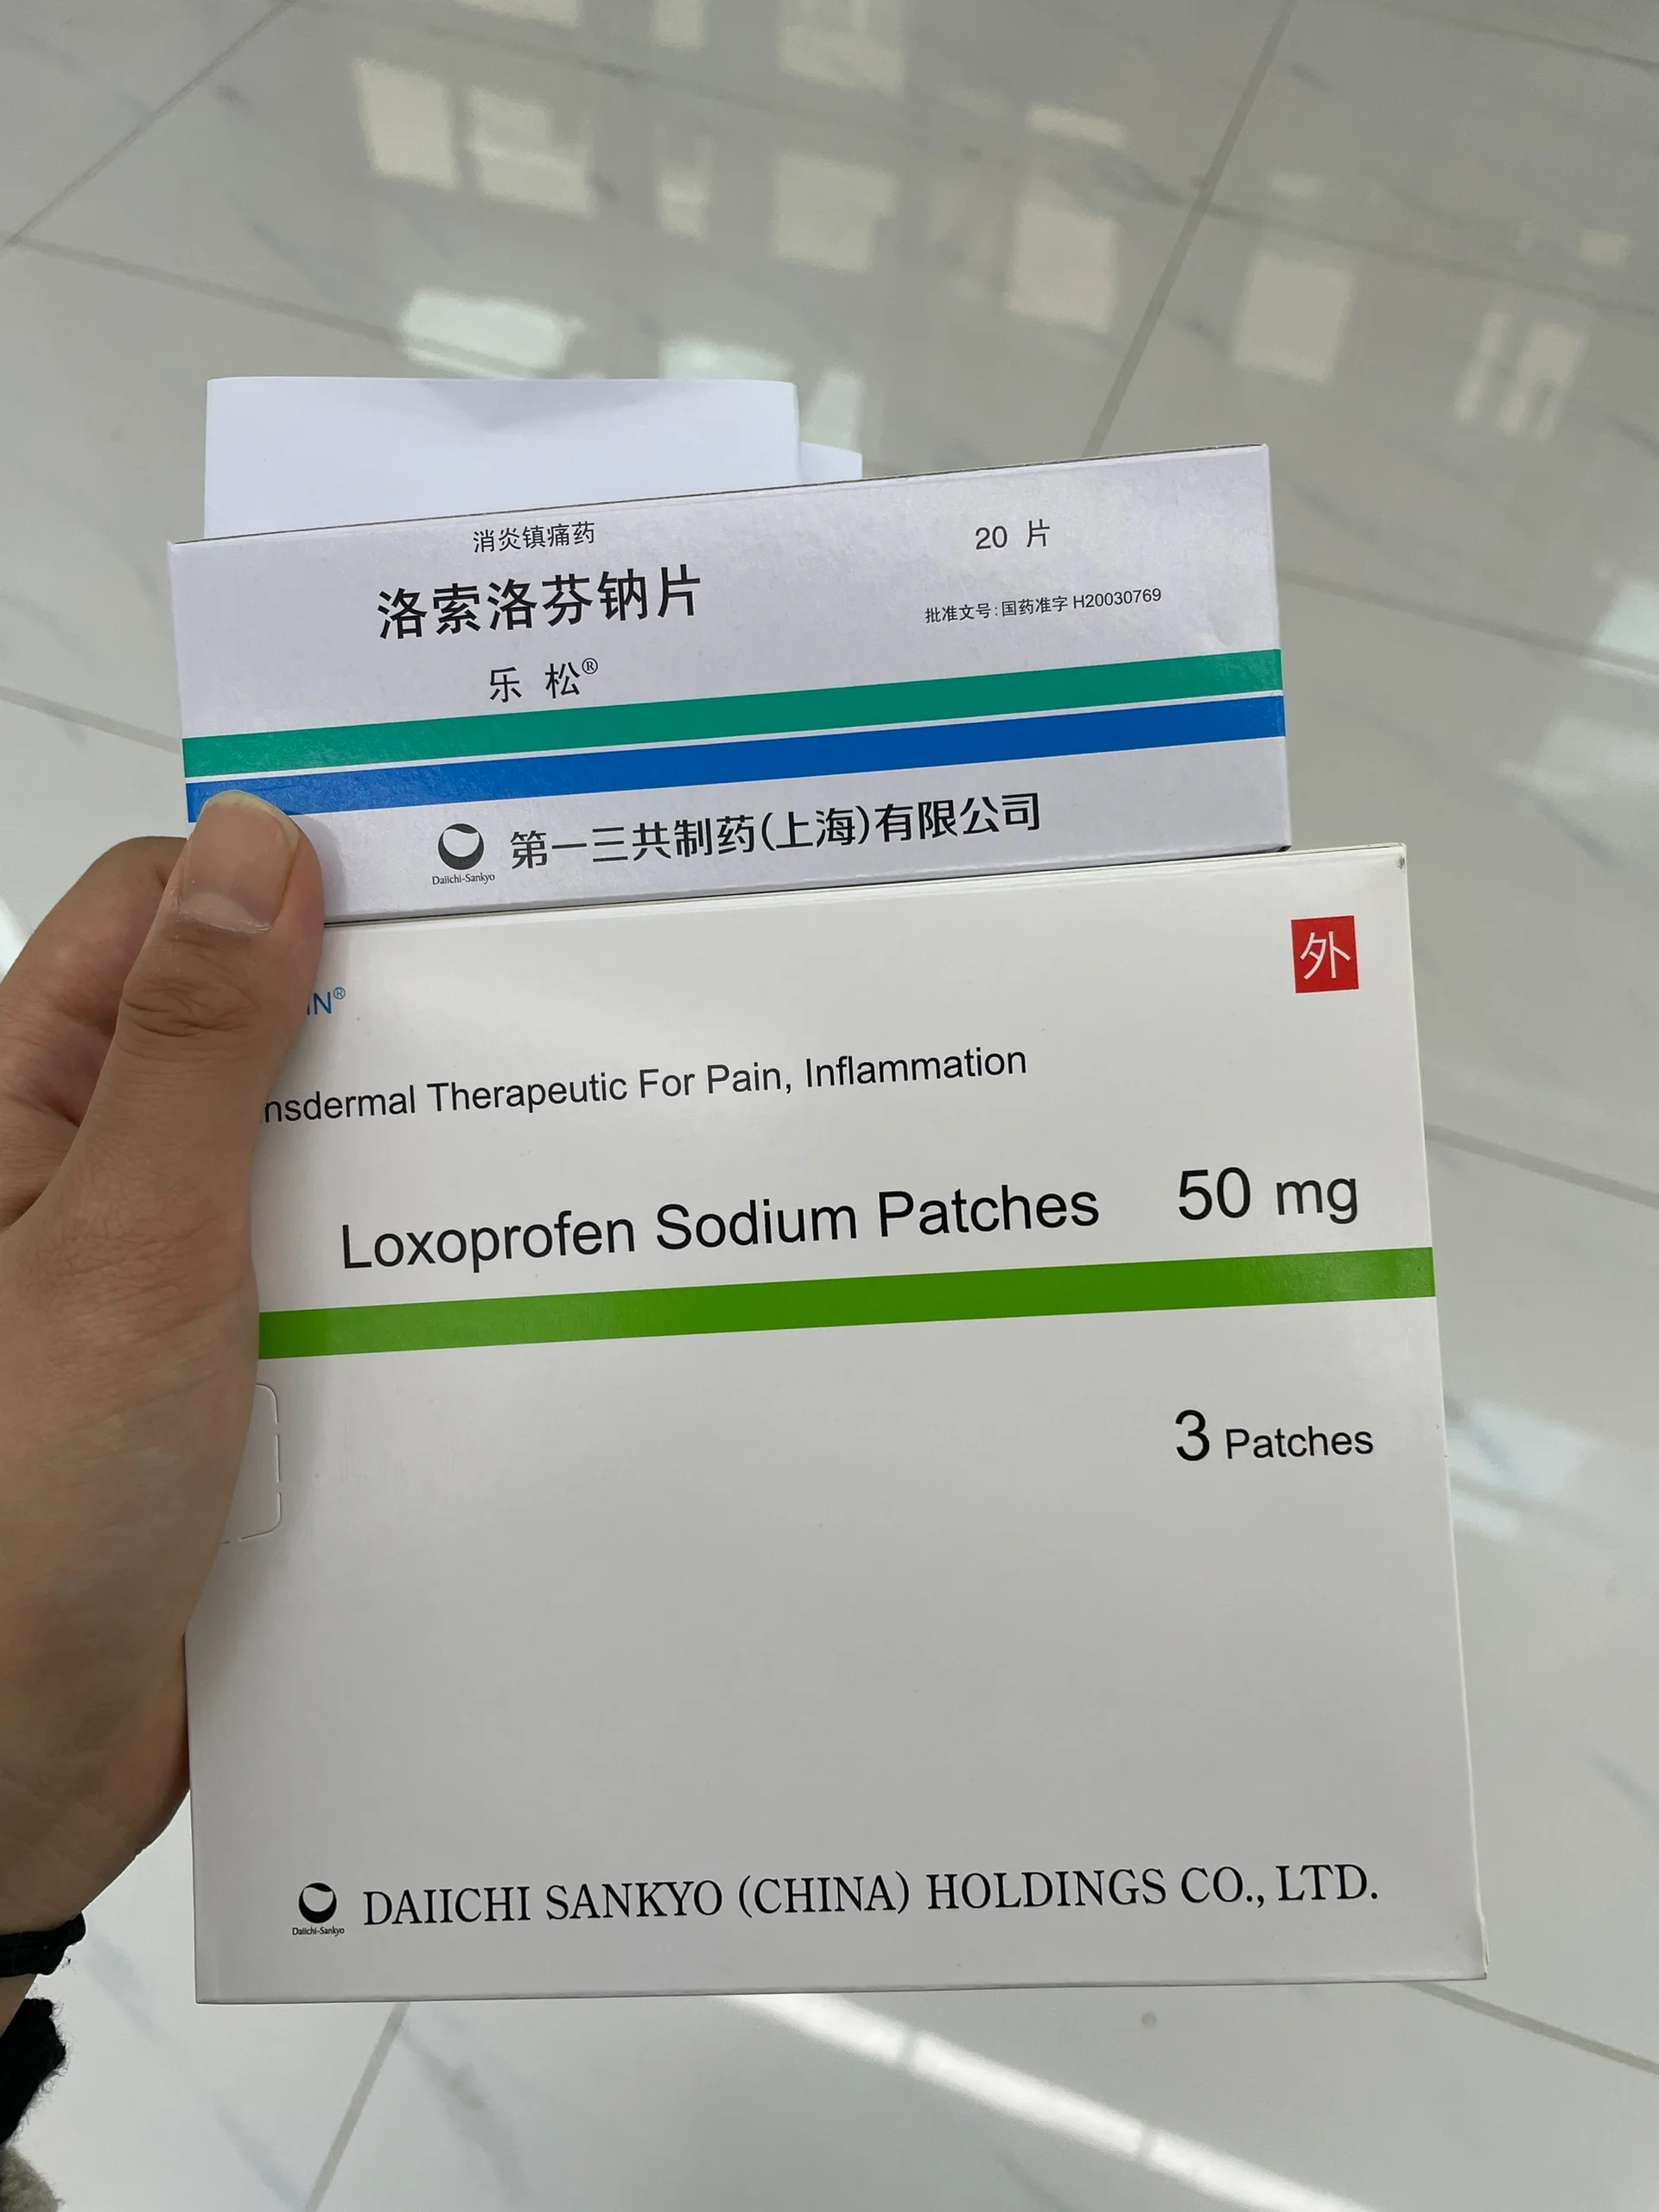 消炎镇痛药
20 片
洛索洛芬钠片
批准文号:国药准字 H20030769
乐 松®
Daiichi-Sankyo
第一三共制药(上海)有限公司
外
IN®
nsdermal Therapeutic For Pain, Inflammation
Loxoprofen Sodium Patches 50 mg
3 Patches
Daiichi-Sankyo
DAIICHI SANKYO (CHINA) HOLDINGS CO., LTD.